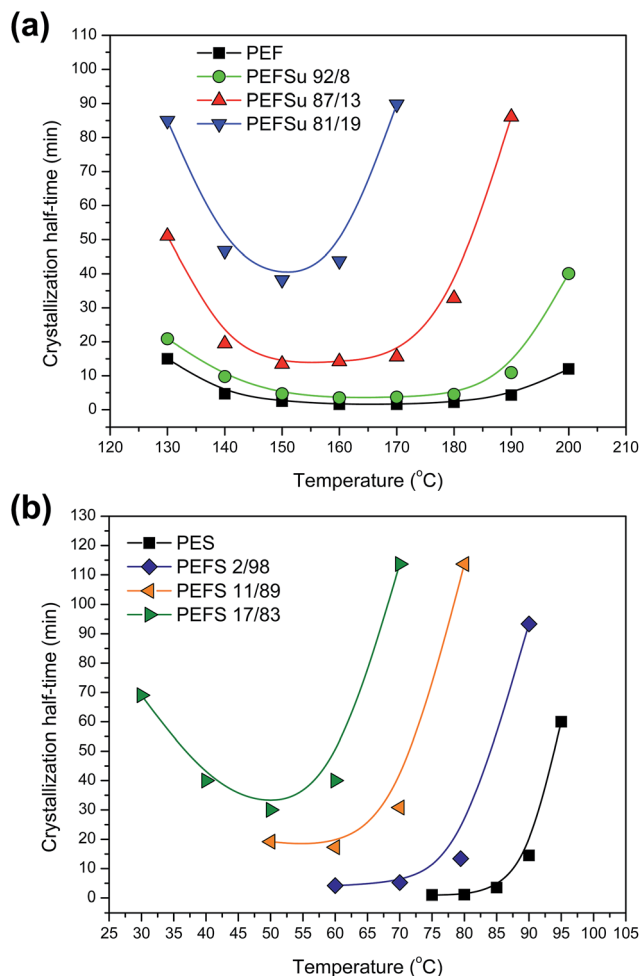 (a)
110
100
90
80
70
60
50
40
30
20
10
0
Crystallization half-time (min)
PEF
PEFSu 92/8
PEFSu 87/13
PEFSu 81/19
120 130 140 150 160 170 180 190 200 210
Temperature (°C)
(b)
130
120
110
100
90
80
70
60
50
40
30
20
10
0
Crystallization half-time (min)
PES
PEFS 2/98
PEFS 11/89
PEFS 17/83
25 30 35 40 45 50 55 60 65 70 75 80 85 90 95 100 105
Temperature (°C)